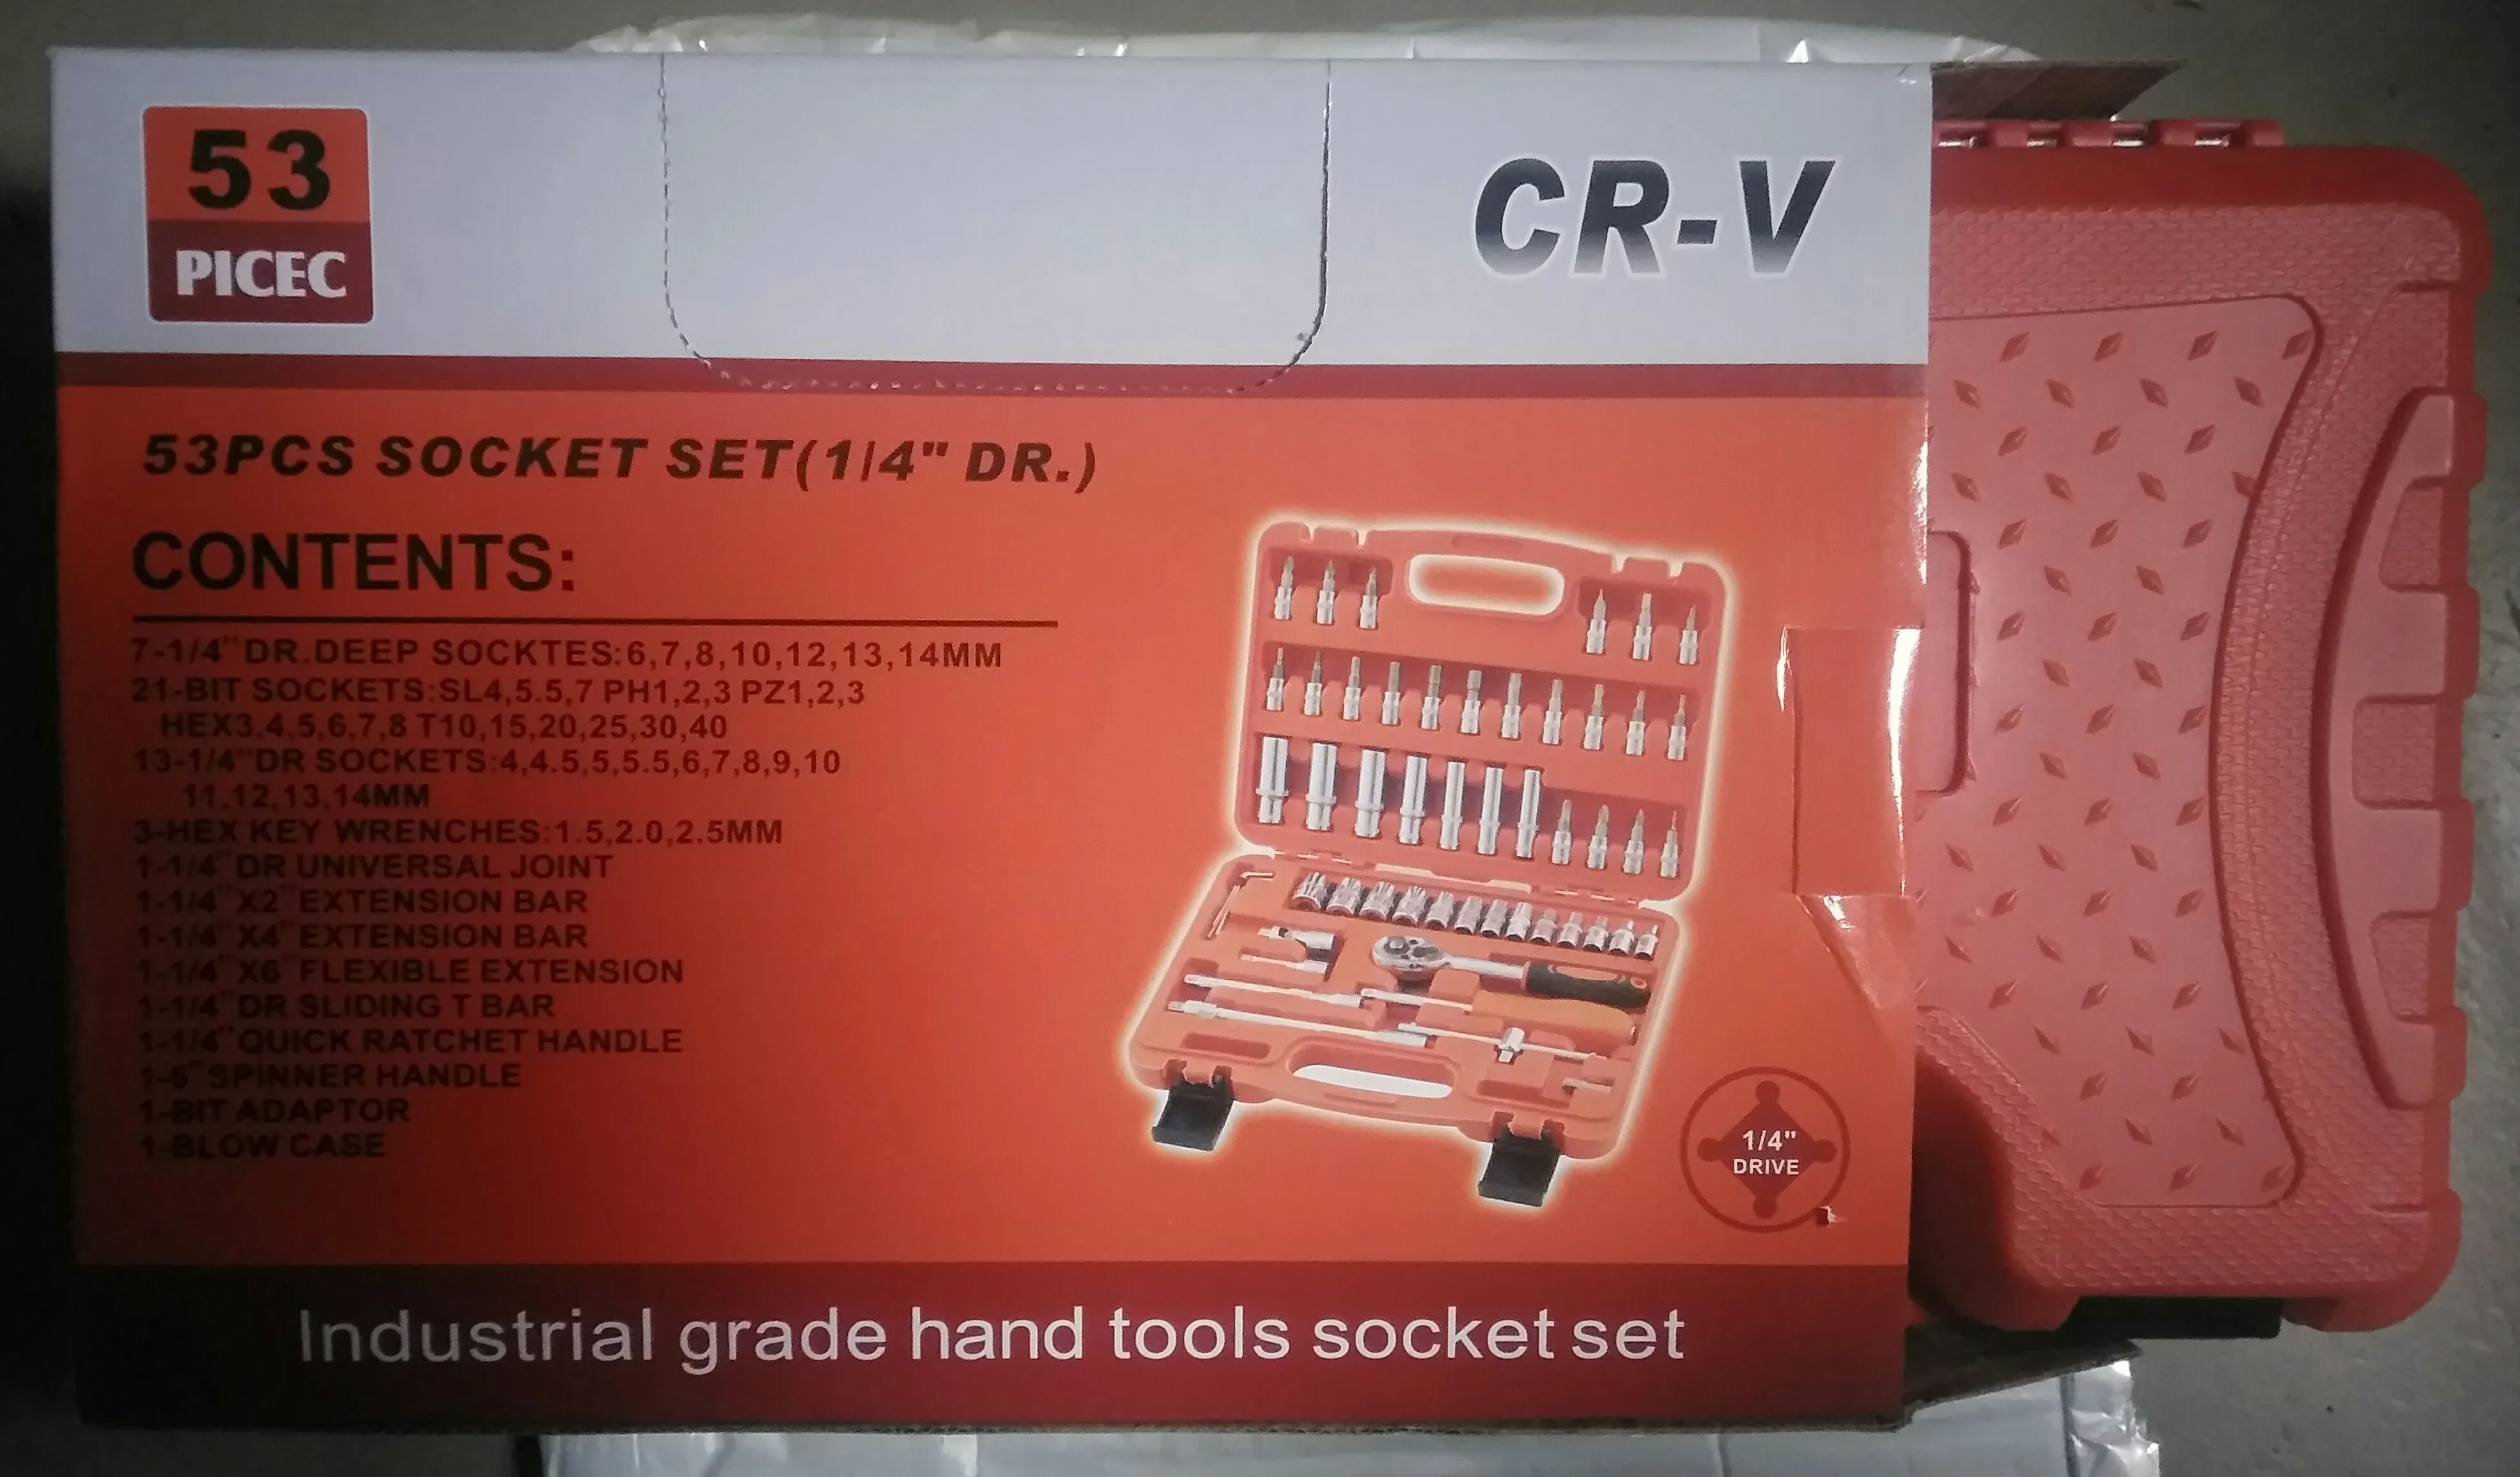 53
PICEC
CR-V
53PCS SOCKET SET(1/4" DR.)
CONTENTS:
7-1/4"DR.DEEP SOCKTES:6,7,8,10,12,13,14MM
21-BIT SOCKETS:SL4,5.5,7 PH1,2,3 PZ1,2,3
HEX3,4,5,6,7,8 T10,15,20,25,30,40
13-1/4"DR SOCKETS:4,4.5,5,5.5,6,7,8,9,10
11,12,13,14MM
3-HEX KEY WRENCHES:1.5,2.0,2.5MM
1-1/4"DR UNIVERSAL JOINT
1-1/4"X2"EXTENSION BAR
1-1/4"X4"EXTENSION BAR
1-1/4"X6"FLEXIBLE EXTENSION
1-1/4"DR SLIDING T BAR
1-1/4"QUICK RATCHET HANDLE
1-6"SPINNER HANDLE
1-BIT ADAPTOR
1-BLOW CASE
1/4"
DRIVE
Industrial grade hand tools socket set